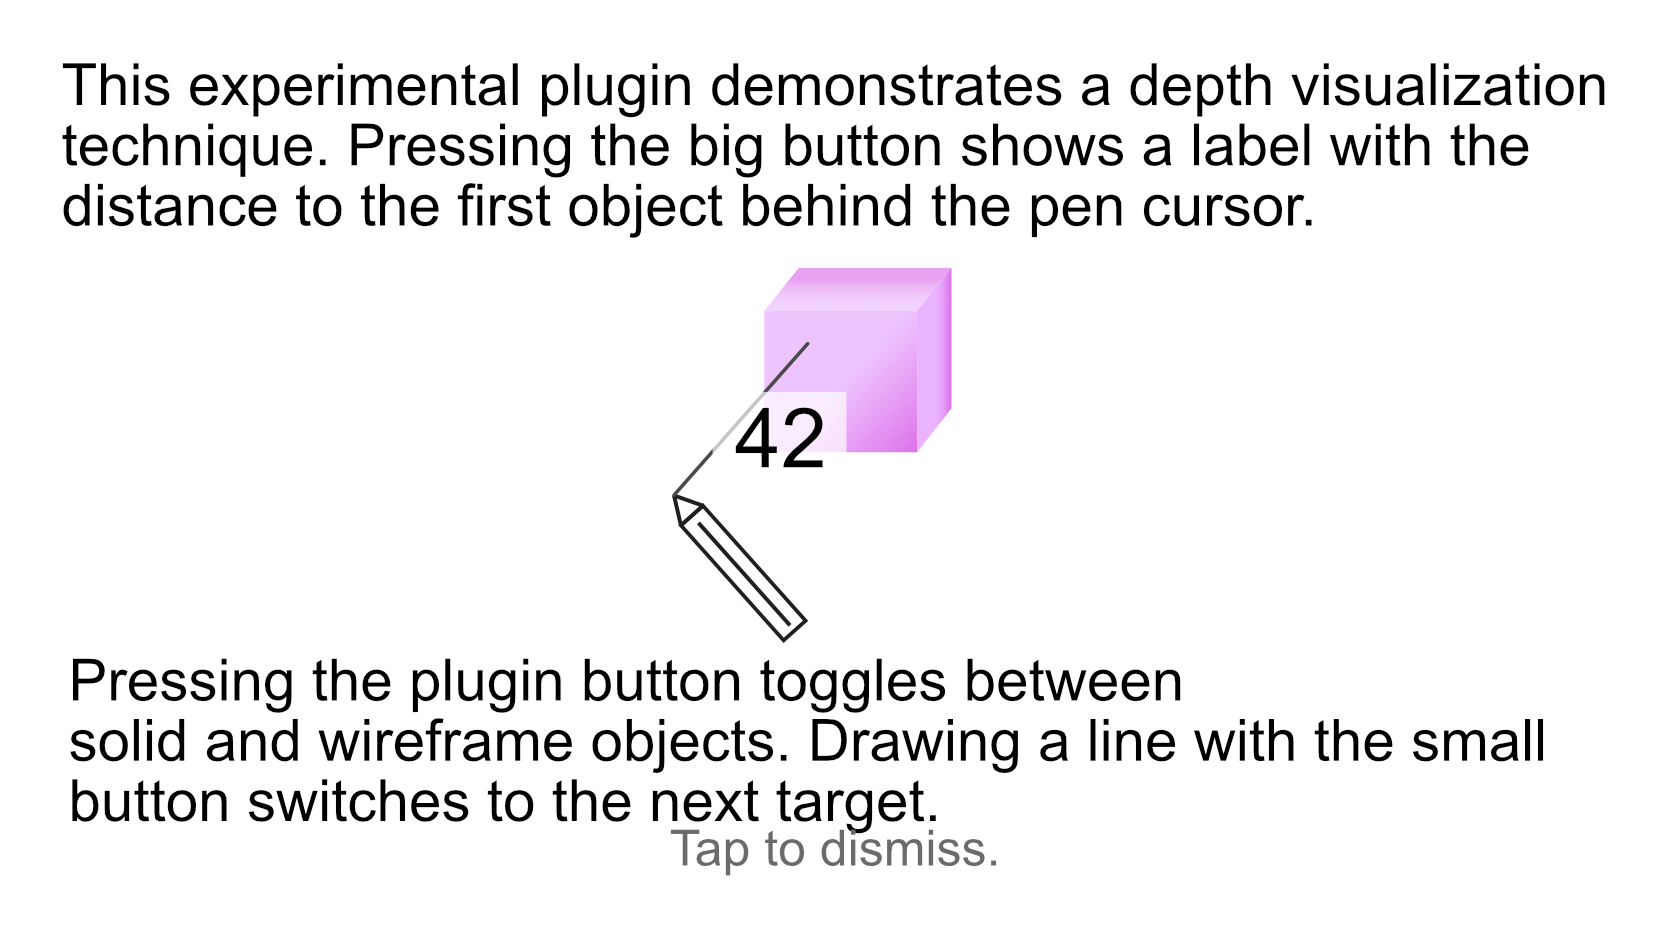 This experimental plugin demonstrates a depth visualization
technique. Pressing the big button shows a label with the
distance to the first object behind the pen cursor.
42
Pressing the plugin button toggles between
solid and wireframe objects. Drawing a line with the small
button switches to the next target.
Tap to dismiss.